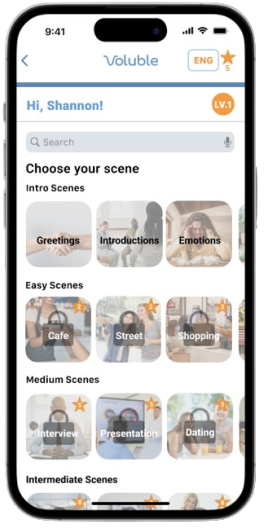 9:41
Voluble
ENG
5
Hi, Shannon!
LV.1
Search
Choose your scene
Intro Scenes
Greetings Introductions Emotions
Easy Scenes
Cafe Street Shopping
Medium Scenes
Interview Presentation Dating
Intermediate Scenes